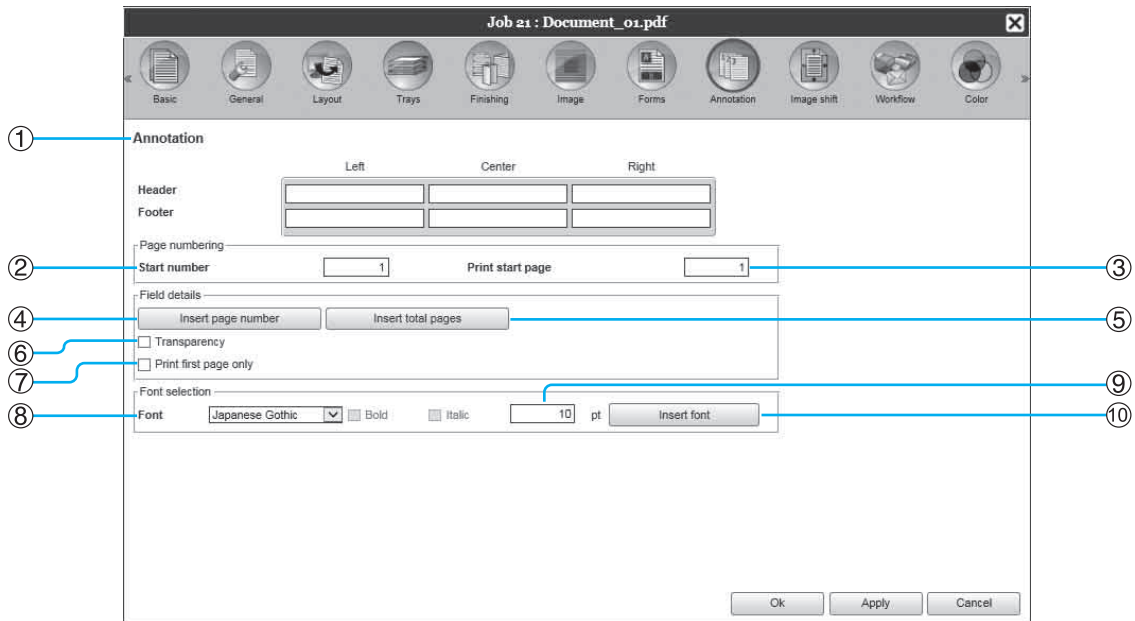 Job 21 : Document_01.pdf
« Basic General Layout Trays Finishing Image Forms Annotation Image shift Workflow Color »
① Annotation
Left Center Right
Header
Footer
Page numbering
② Start number 1 Print start page 1 ③
Field details
④ Insert page number Insert total pages ⑤
⑥ Transparency
⑦ Print first page only
Font selection ⑨
⑧ Font Japanese Gothic Bold Italic 10 pt Insert font ⑩
Ok Apply Cancel